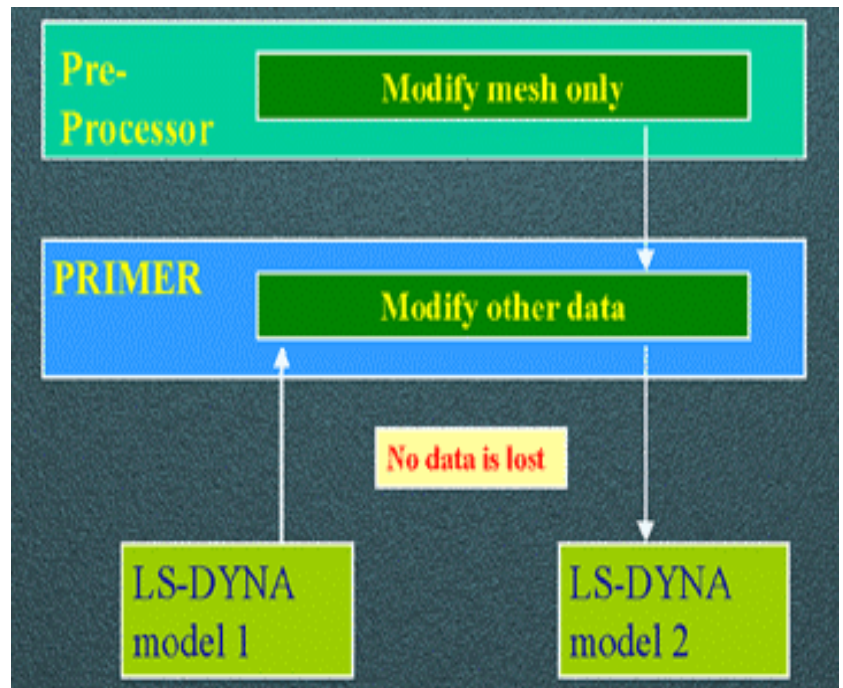 Pre-
Processor
Modify mesh only
PRIMER
Modify other data
No data is lost
LS-DYNA
model 1
LS-DYNA
model 2